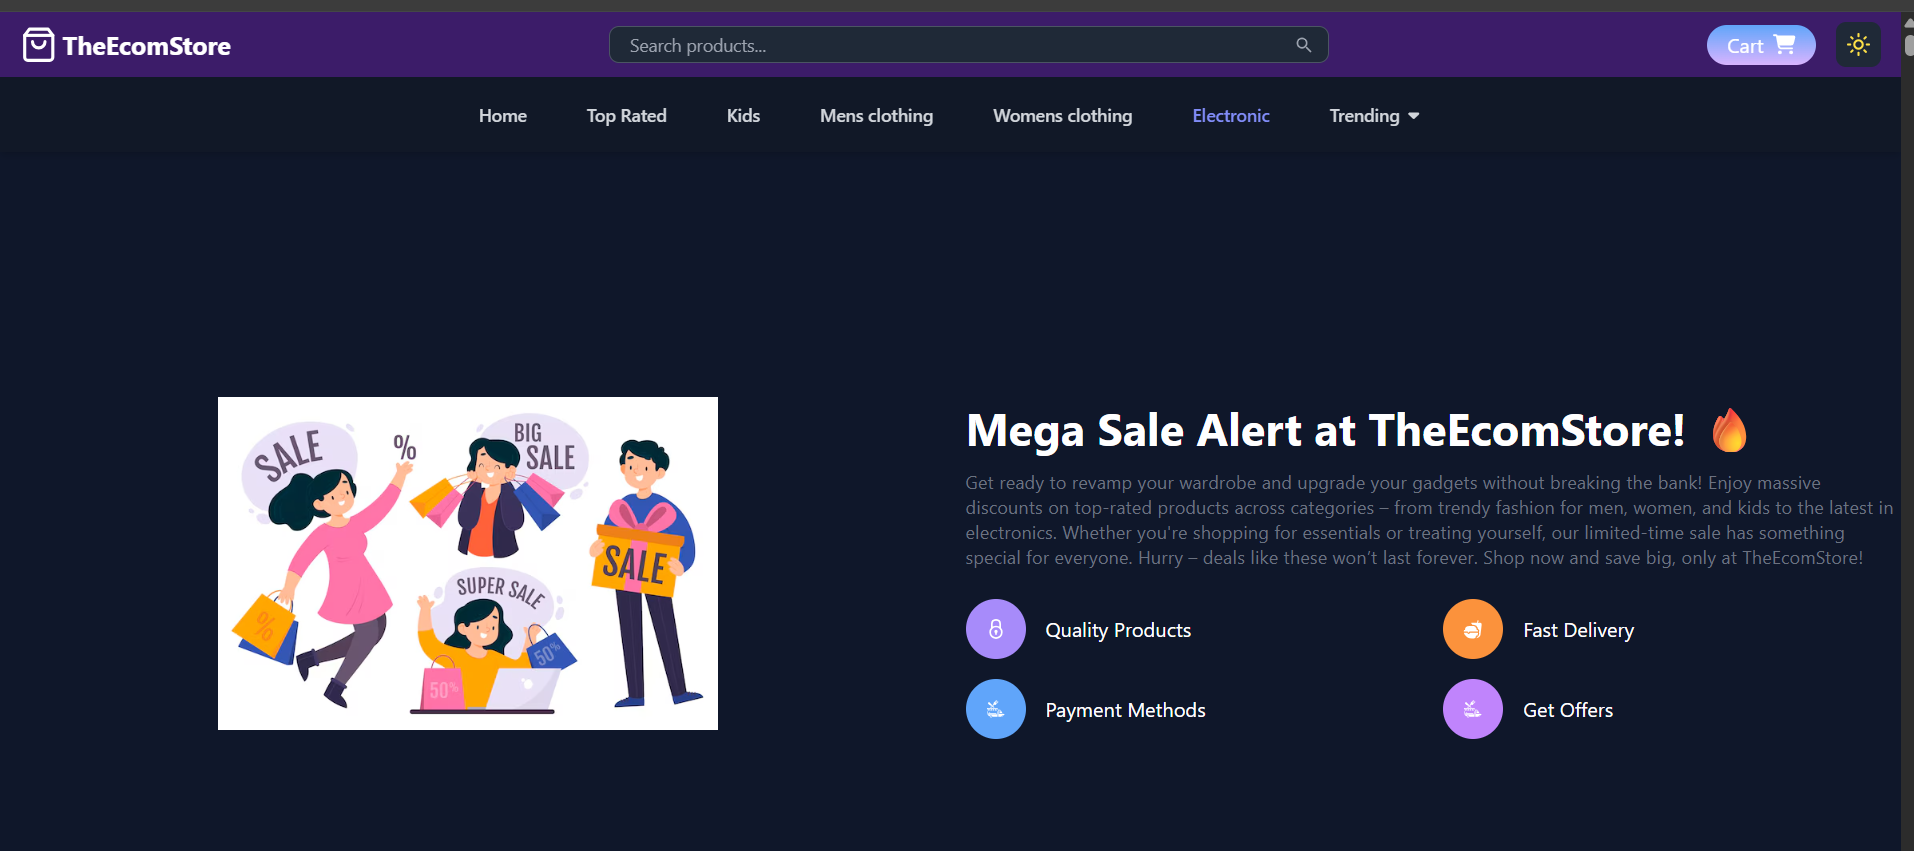 TheEcomStore
Search products...
Cart
Home
Top Rated
Kids
Mens clothing
Womens clothing
Electronic
Trending
SALE
%
BIG
SALE
SALE
%
SUPER SALE
50%
50%
Mega Sale Alert at TheEcomStore! 🔥
Get ready to revamp your wardrobe and upgrade your gadgets without breaking the bank! Enjoy massive
discounts on top-rated products across categories – from trendy fashion for men, women, and kids to the latest in
electronics. Whether you're shopping for essentials or treating yourself, our limited-time sale has something
special for everyone. Hurry – deals like these won’t last forever. Shop now and save big, only at TheEcomStore!
Quality Products
Fast Delivery
Payment Methods
Get Offers